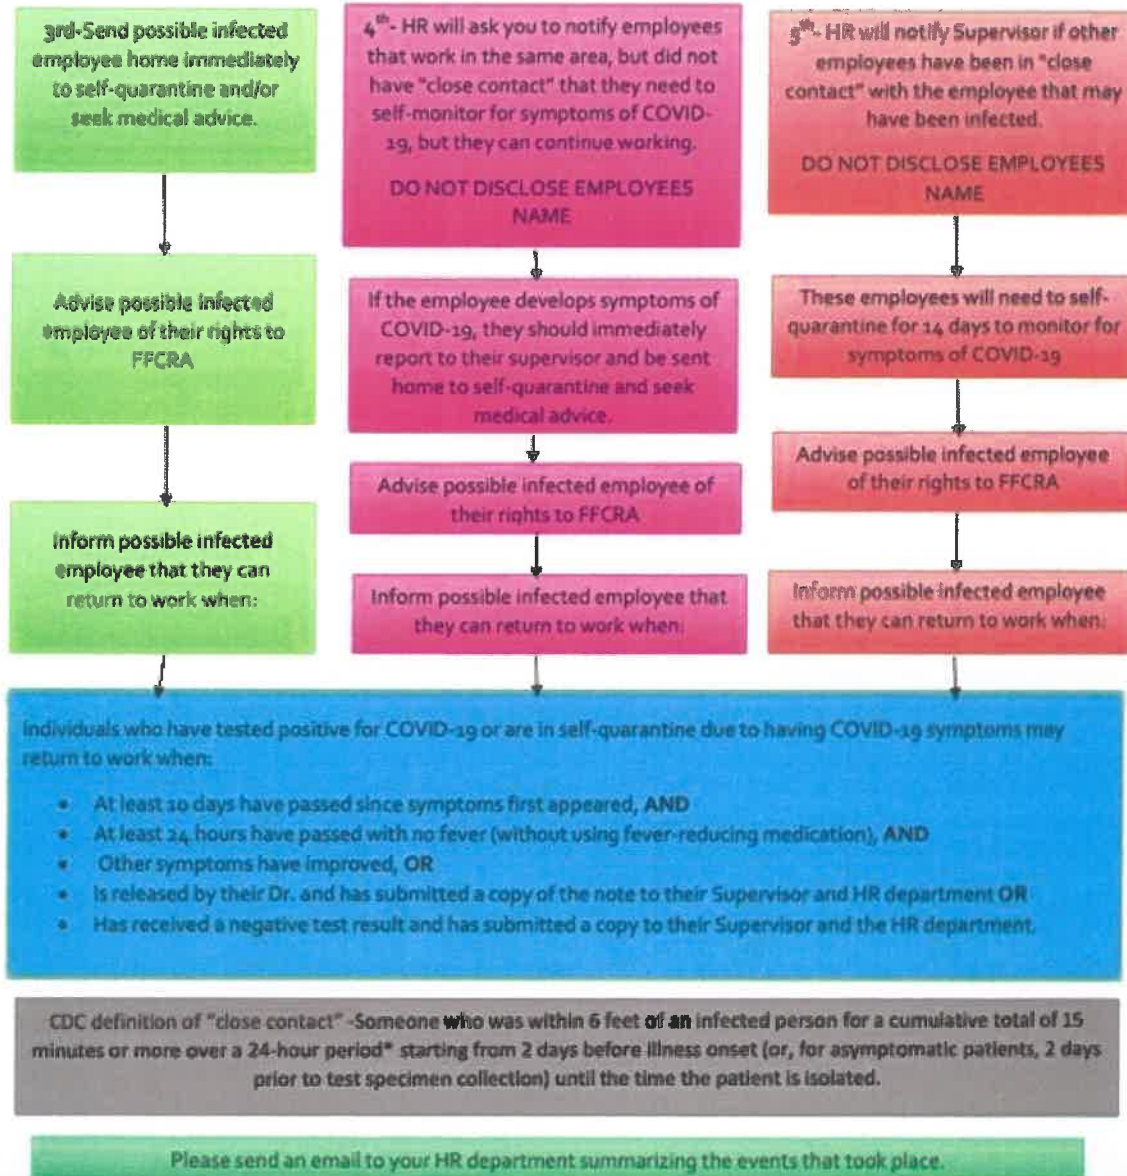 3rd-Send possible infected
employee home immediately
to self-quarantine and/or
seek medical advice.
Advise possible infected
employee of their rights to
FFCRA
Inform possible infected
employee that they can
return to work when:
4th- HR will ask you to notify employees
that work in the same area, but did not
have "close contact" that they need to
self-monitor for symptoms of COVID-
19, but they can continue working.
DO NOT DISCLOSE EMPLOYEES
NAME
If the employee develops symptoms of
COVID-19, they should immediately
report to their supervisor and be sent
home to self-quarantine and seek
medical advice.
Advise possible infected employee of
their rights to FFCRA
Inform possible infected employee that
they can return to work when:
5th- HR will notify Supervisor if other
employees have been in "close
contact" with the employee that may
have been infected.
DO NOT DISCLOSE EMPLOYEES
NAME
These employees will need to self-
quarantine for 14 days to monitor for
symptoms of COVID-19
Advise possible infected employee
of their rights to FFCRA
Inform possible infected employee
that they can return to work when:
Individuals who have tested positive for COVID-19 or are in self-quarantine due to having COVID-19 symptoms may
return to work when:
• At least 10 days have passed since symptoms first appeared, AND
• At least 24 hours have passed with no fever (without using fever-reducing medication), AND
• Other symptoms have improved, OR
• Is released by their Dr. and has submitted a copy of the note to their Supervisor and HR department OR
• Has received a negative test result and has submitted a copy to their Supervisor and the HR department.
CDC definition of "close contact" -Someone who was within 6 feet of an infected person for a cumulative total of 15
minutes or more over a 24-hour period* starting from 2 days before illness onset (or, for asymptomatic patients, 2 days
prior to test specimen collection) until the time the patient is isolated.
Please send an email to your HR department summarizing the events that took place.